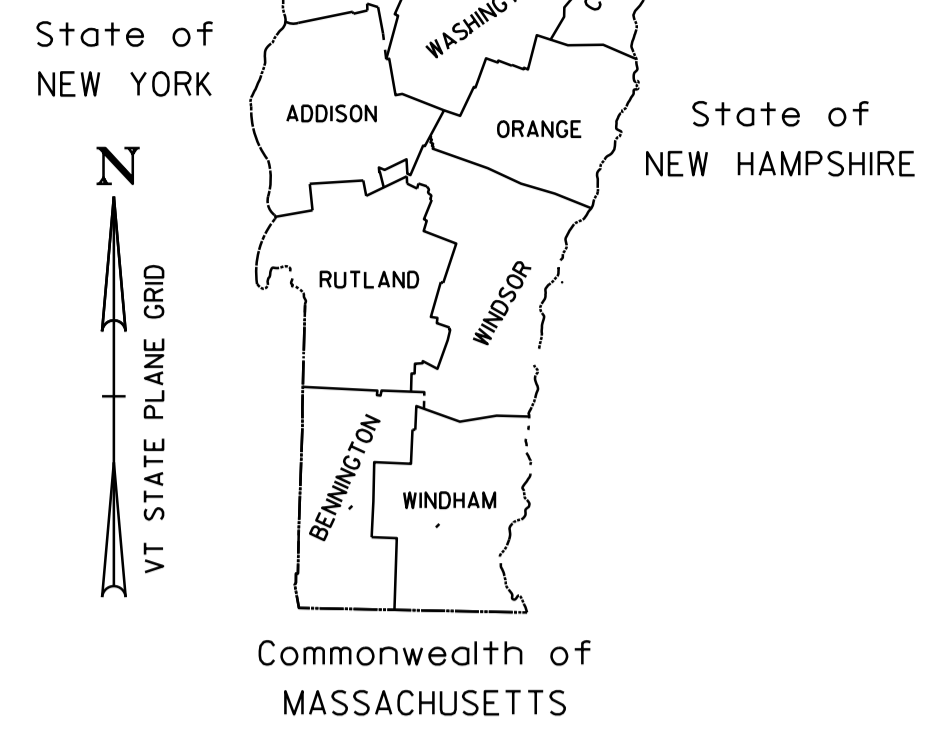 State of
NEW YORK
ADDISON
ORANGE
State of
NEW HAMPSHIRE
N
VT STATE PLANE GRID
RUTLAND
WINDSOR
BENNINGTON
WINDHAM
Commonwealth of
MASSACHUSETTS